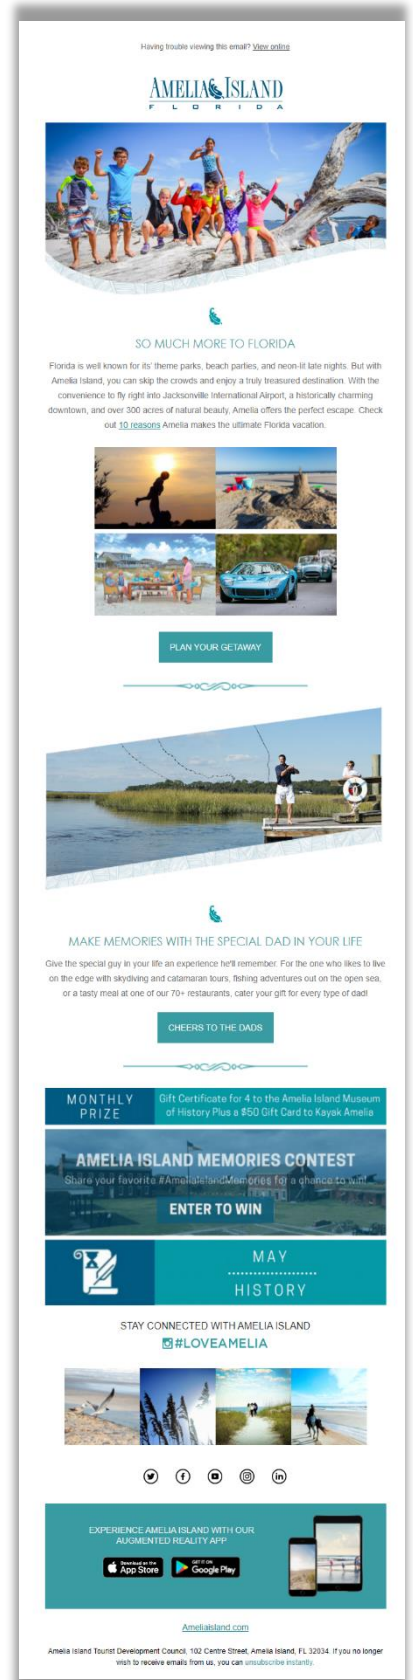 Having trouble viewing this email? View online
AMELIA ISLAND
FLORIDA
SO MUCH MORE TO FLORIDA
Florida is well known for its' theme parks, beach parties, and neon-lit late nights. But with
Amelia Island, you can skip the crowds and enjoy a truly treasured destination. With the
convenience to fly right into Jacksonville International Airport, a historically charming
downtown, and over 300 acres of natural beauty, Amelia offers the perfect escape. Check
out 10 reasons Amelia makes the ultimate Florida vacation.
PLAN YOUR GETAWAY
MAKE MEMORIES WITH THE SPECIAL DAD IN YOUR LIFE
Give the special guy in your life an experience he'll remember. For the one who likes to live
on the edge with skydiving and catamaran tours, fishing adventures out on the open sea,
or a tasty meal at one of our 70+ restaurants, cater your gift for every type of dad!
CHEERS TO THE DADS
MONTHLY
PRIZE
Gift Certificate for 4 to the Amelia Island Museum
of History Plus a $50 Gift Card to Kayak Amelia
AMELIA ISLAND MEMORIES CONTEST
Share your favorite #AmeliaIslandMemories for a chance to win!
ENTER TO WIN
MAY
HISTORY
STAY CONNECTED WITH AMELIA ISLAND
#LOVEAMELIA
EXPERIENCE AMELIA ISLAND WITH OUR
AUGMENTED REALITY APP
Download on the
App Store
GET IT ON
Google Play
Ameliaisland.com
Amelia Island Tourist Development Council, 102 Centre Street, Amelia Island, FL 32034. If you no longer
wish to receive emails from us, you can unsubscribe instantly.